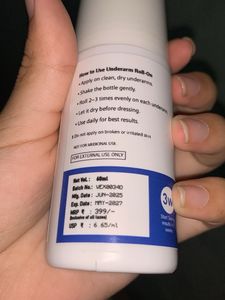 How to Use Underarm Roll-On
• Apply on clean, dry underarms.
• Shake the bottle gently.
• Roll 2–3 times evenly on each underarm.
• Let it dry before dressing.
• Use daily for best results.
Do not apply on broken or irritated skin
NOT FOR MEDICINAL USE
FOR EXTERNAL USE ONLY
Net Vol.: 60ml
Batch No.: VEX0034D
Mfg. Date: JUN-2025
Exp. Date: MAY-2027
MRP ₹ : 399/-
(Inclusive of all taxes)
USP ₹ : 6.65/ml